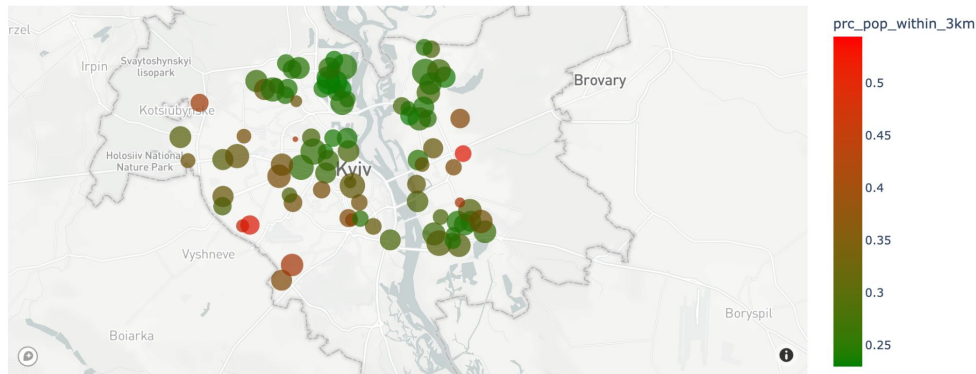 prc_pop_within_3km
rzel
Irpin
Svyatoshynskyi
lisopark
Brovary
0.5
Kotsiubynske
0.45
Holosiiv National
Nature Park
Kyiv
0.4
0.35
Vyshneve
0.3
Boryspil
Boiarka
0.25